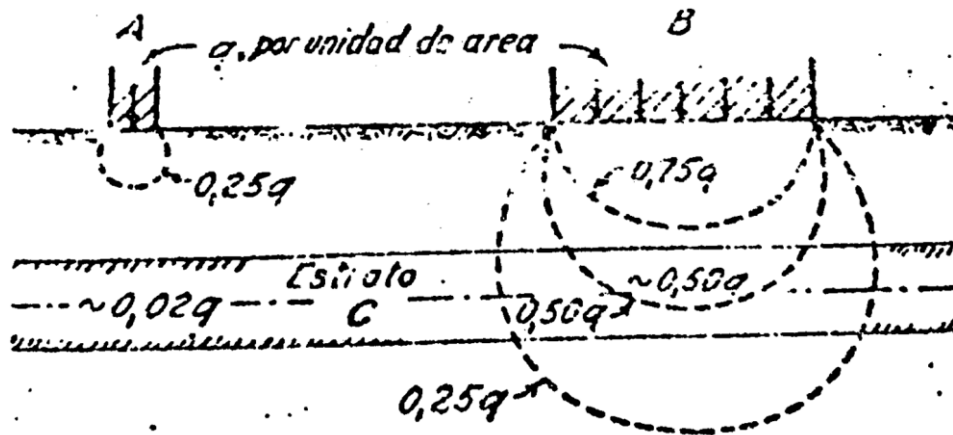 A B
q, por unidad de area
0,25q
0,75q
Estrato
~0,02q
C
0,50q
~0,50q
0,25q